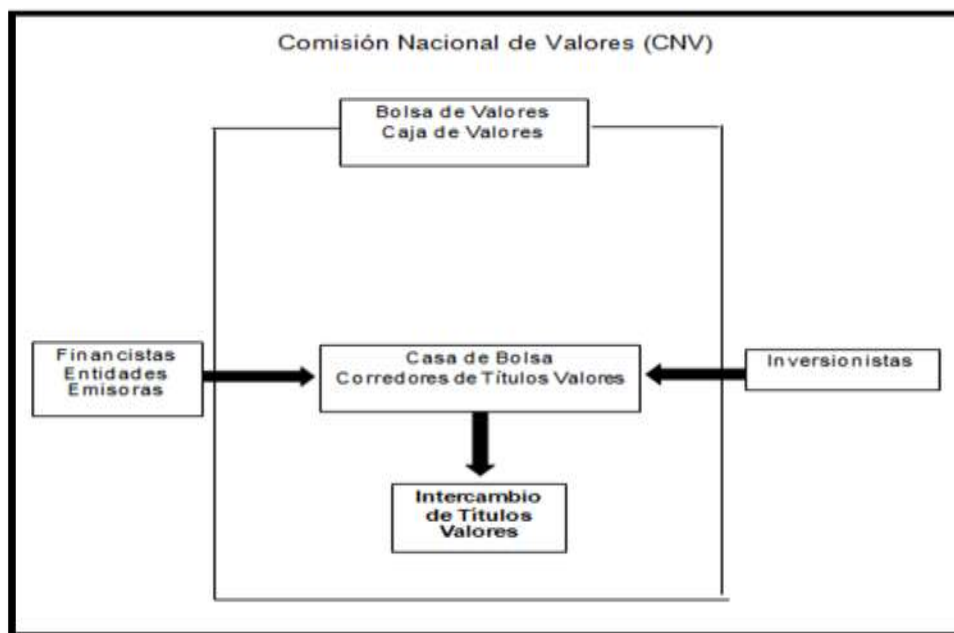 Comisión Nacional de Valores (CNV)
Bolsa de Valores
Caja de Valores
Financistas
Entidades
Emisoras
Casa de Bolsa
Corredores de Títulos Valores
Inversionistas
Intercambio
de Títulos
Valores